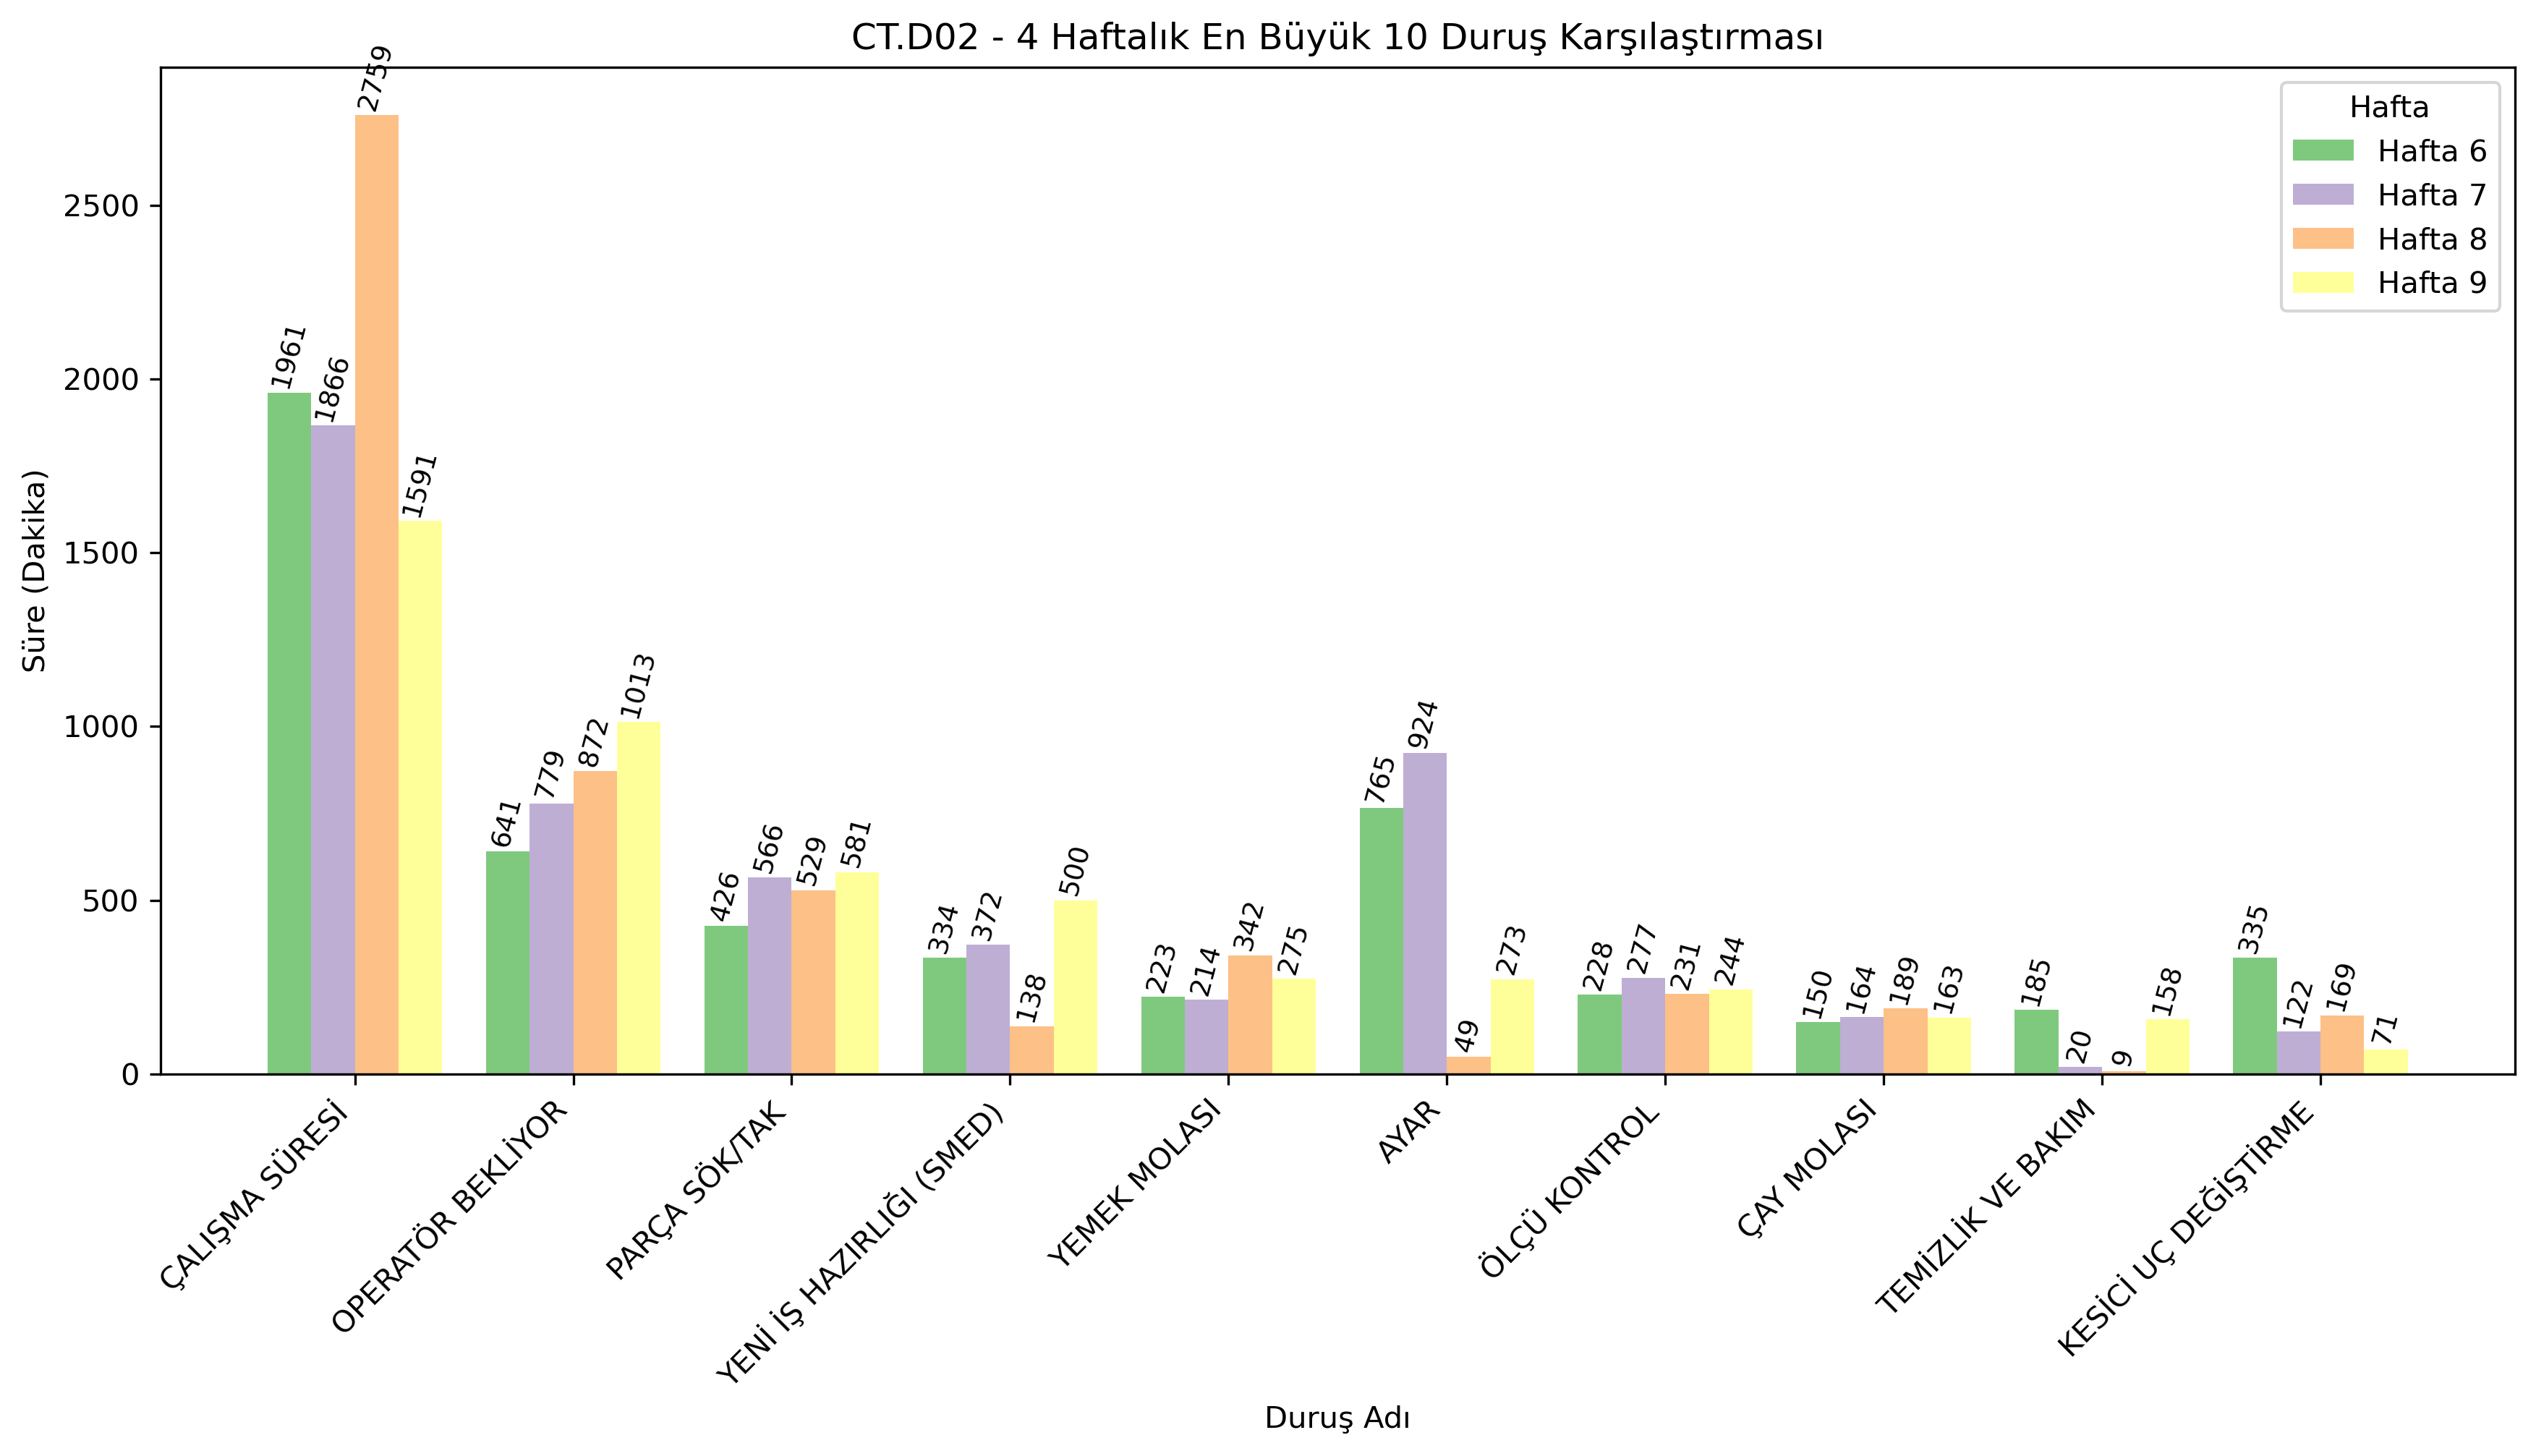 CT.D02 - 4 Haftalık En Büyük 10 Duruş Karşılaştırması
Süre (Dakika)
2500
2000
1500
1000
500
0
Hafta
Hafta 6
Hafta 7
Hafta 8
Hafta 9
1961
1866
2759
1591
641
779
872
1013
426
566
529
581
334
372
138
500
223
214
342
275
765
924
49
273
228
277
231
244
150
164
189
163
185
20
9
158
335
122
169
71
ÇALIŞMA SÜRESİ
OPERATÖR BEKLİYOR
PARÇA SÖK/TAK
YENİ İŞ HAZIRLIĞI (SMED)
YEMEK MOLASI
AYAR
ÖLÇÜ KONTROL
ÇAY MOLASI
TEMİZLİK VE BAKIM
KESİCİ UÇ DEĞİŞTİRME
Duruş Adı